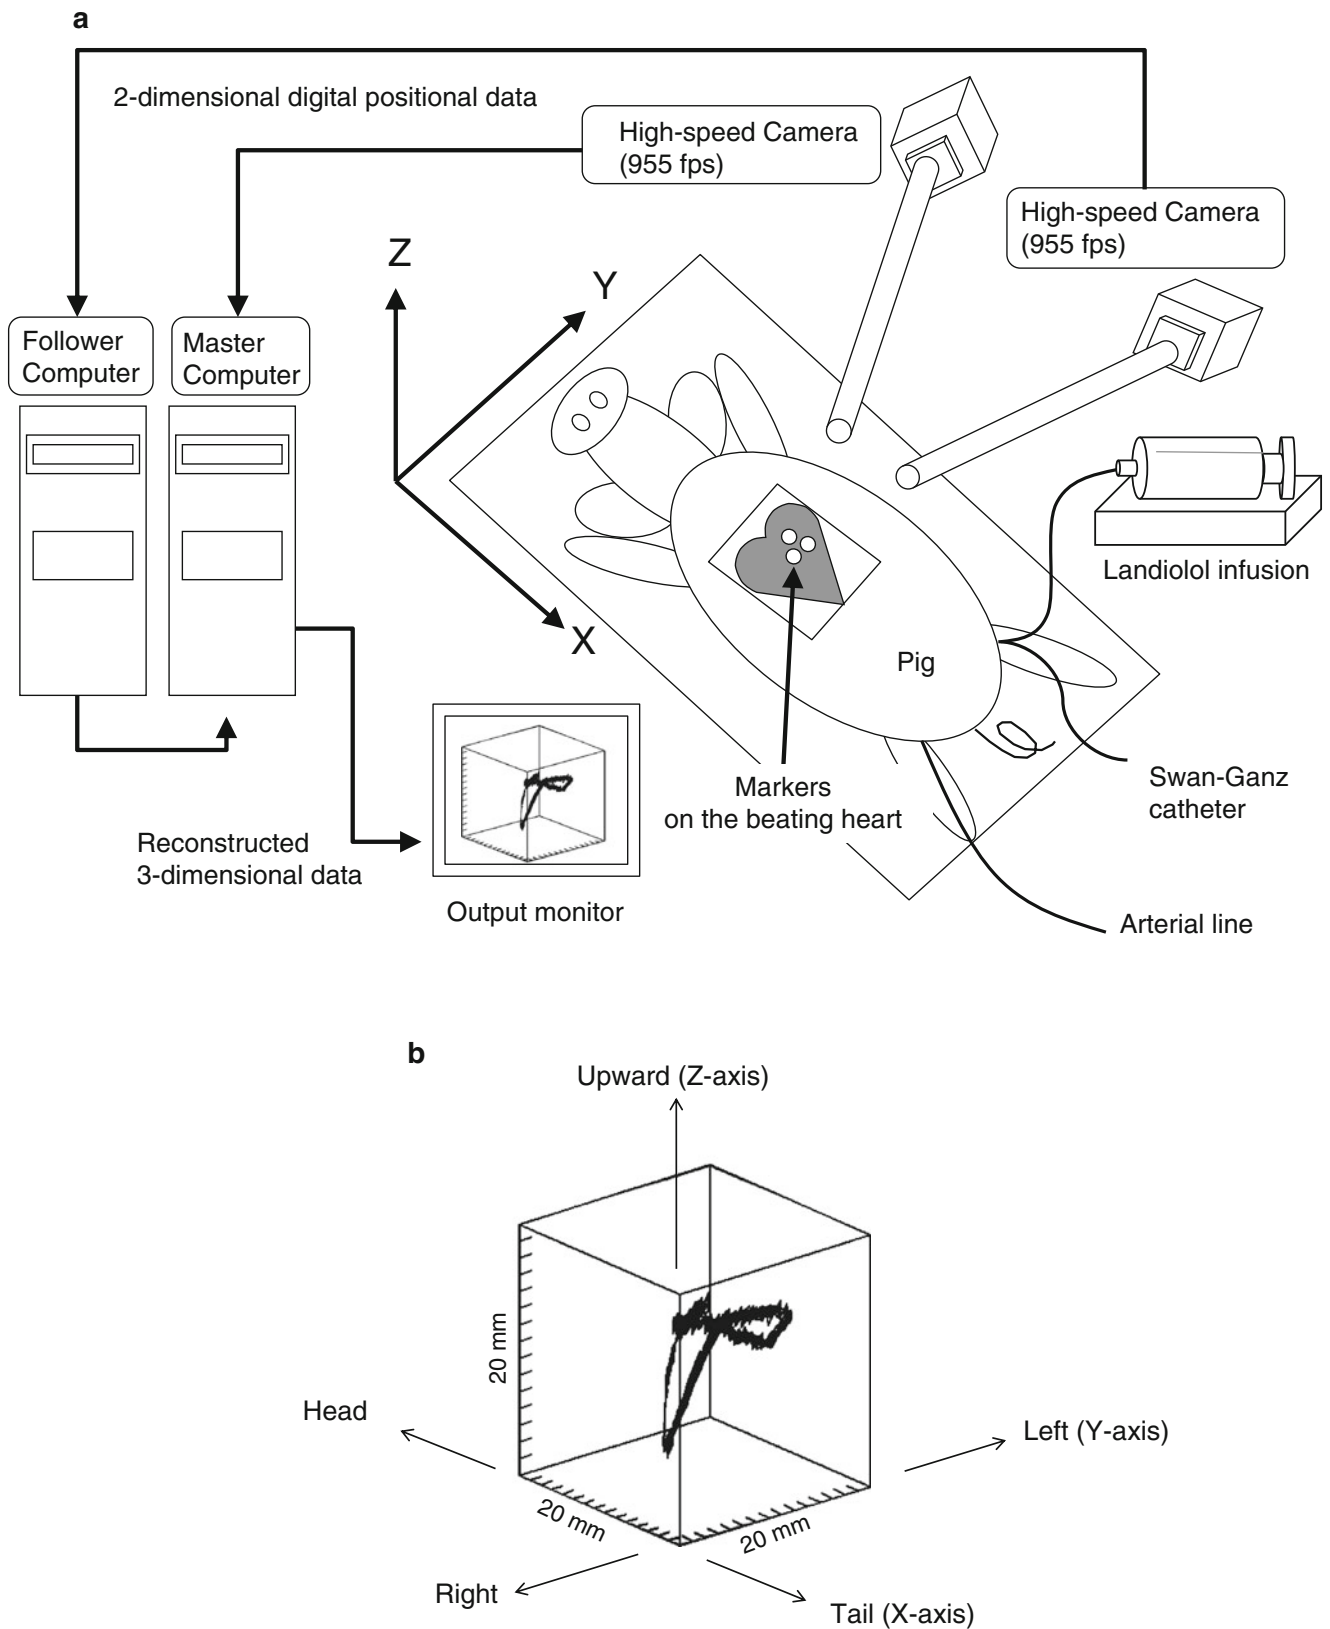 a
2-dimensional digital positional data
High-speed Camera
(955 fps)
High-speed Camera
(955 fps)
Z
Y
X
Follower
Computer
Master
Computer
Landiolol infusion
Pig
Markers
on the beating heart
Swan-Ganz
catheter
Reconstructed
3-dimensional data
Output monitor
Arterial line
b
Upward (Z-axis)
20 mm
Head
Left (Y-axis)
20 mm
20 mm
Right
Tail (X-axis)